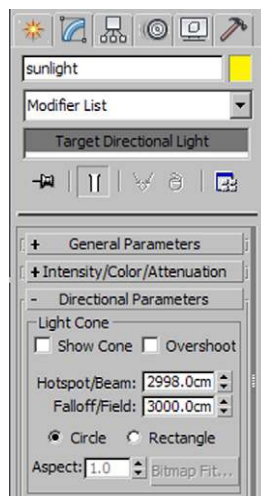 sunlight
Modifier List
Target Directional Light
+ General Parameters
+ Intensity/Color/Attenuation
- Directional Parameters
Light Cone
Show Cone Overshoot
Hotspot/Beam: 2998.0cm
Falloff/Field: 3000.0cm
Circle Rectangle
Aspect: 1.0 Bitmap Fit...